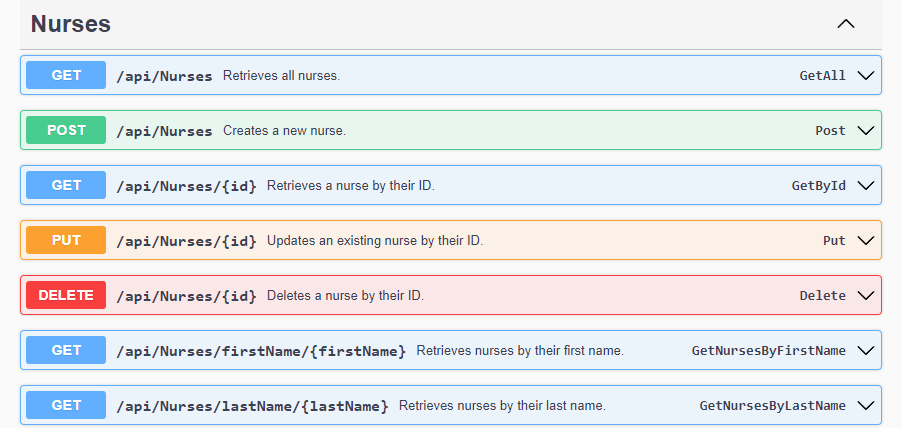 Nurses
GET /api/Nurses Retrieves all nurses. GetAll
POST /api/Nurses Creates a new nurse. Post
GET /api/Nurses/{id} Retrieves a nurse by their ID. GetById
PUT /api/Nurses/{id} Updates an existing nurse by their ID. Put
DELETE /api/Nurses/{id} Deletes a nurse by their ID. Delete
GET /api/Nurses/firstName/{firstName} Retrieves nurses by their first name. GetNursesByFirstName
GET /api/Nurses/lastName/{lastName} Retrieves nurses by their last name. GetNursesByLastName